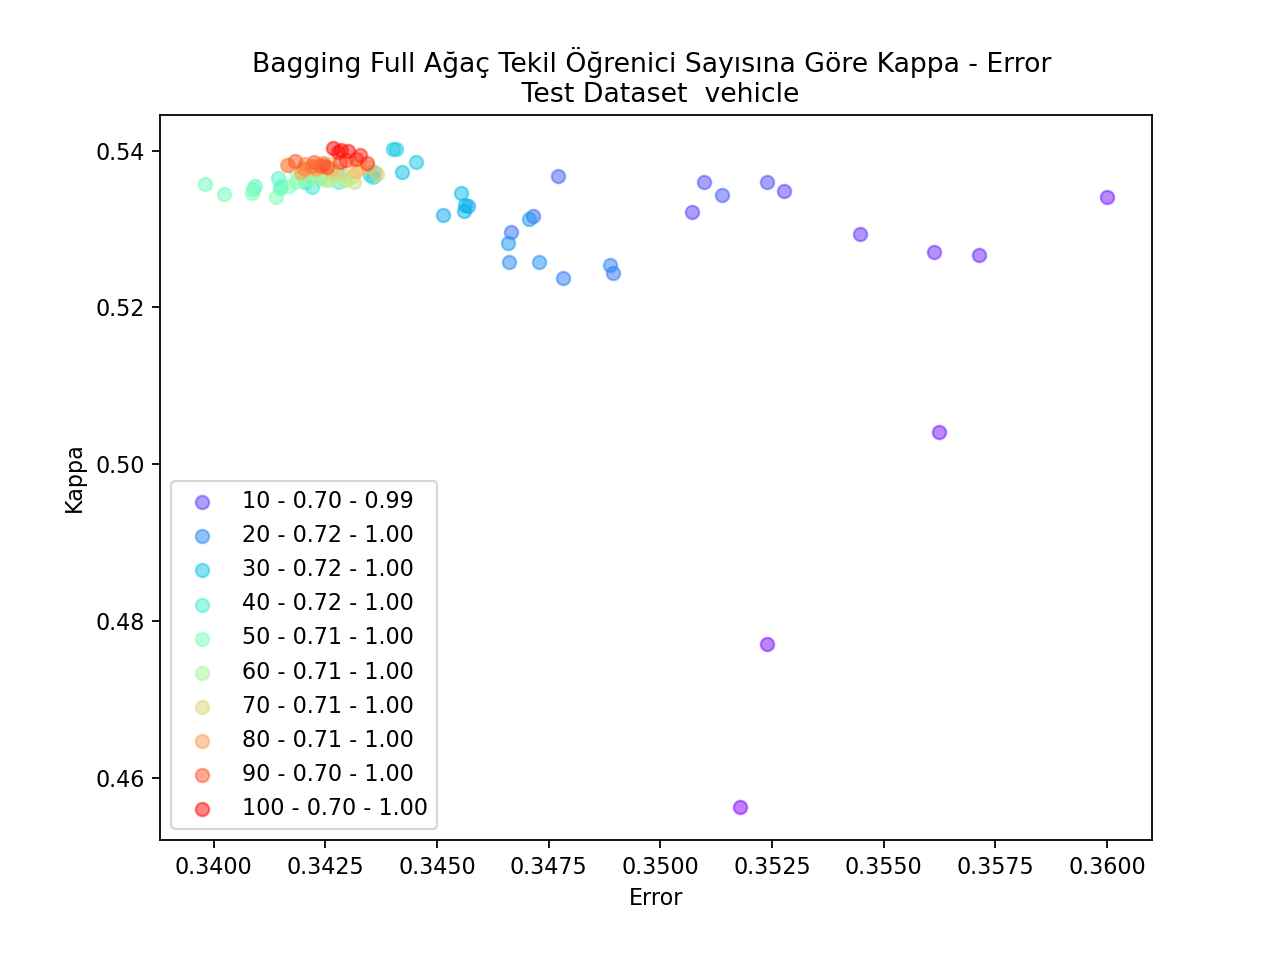 Bagging Full Ağaç Tekil Öğrenici Sayısına Göre Kappa - Error
Test Dataset  vehicle
Kappa
0.54
0.52
0.50
0.48
0.46
10 - 0.70 - 0.99
20 - 0.72 - 1.00
30 - 0.72 - 1.00
40 - 0.72 - 1.00
50 - 0.71 - 1.00
60 - 0.71 - 1.00
70 - 0.71 - 1.00
80 - 0.71 - 1.00
90 - 0.70 - 1.00
100 - 0.70 - 1.00
0.3400 0.3425 0.3450 0.3475 0.3500 0.3525 0.3550 0.3575 0.3600
Error